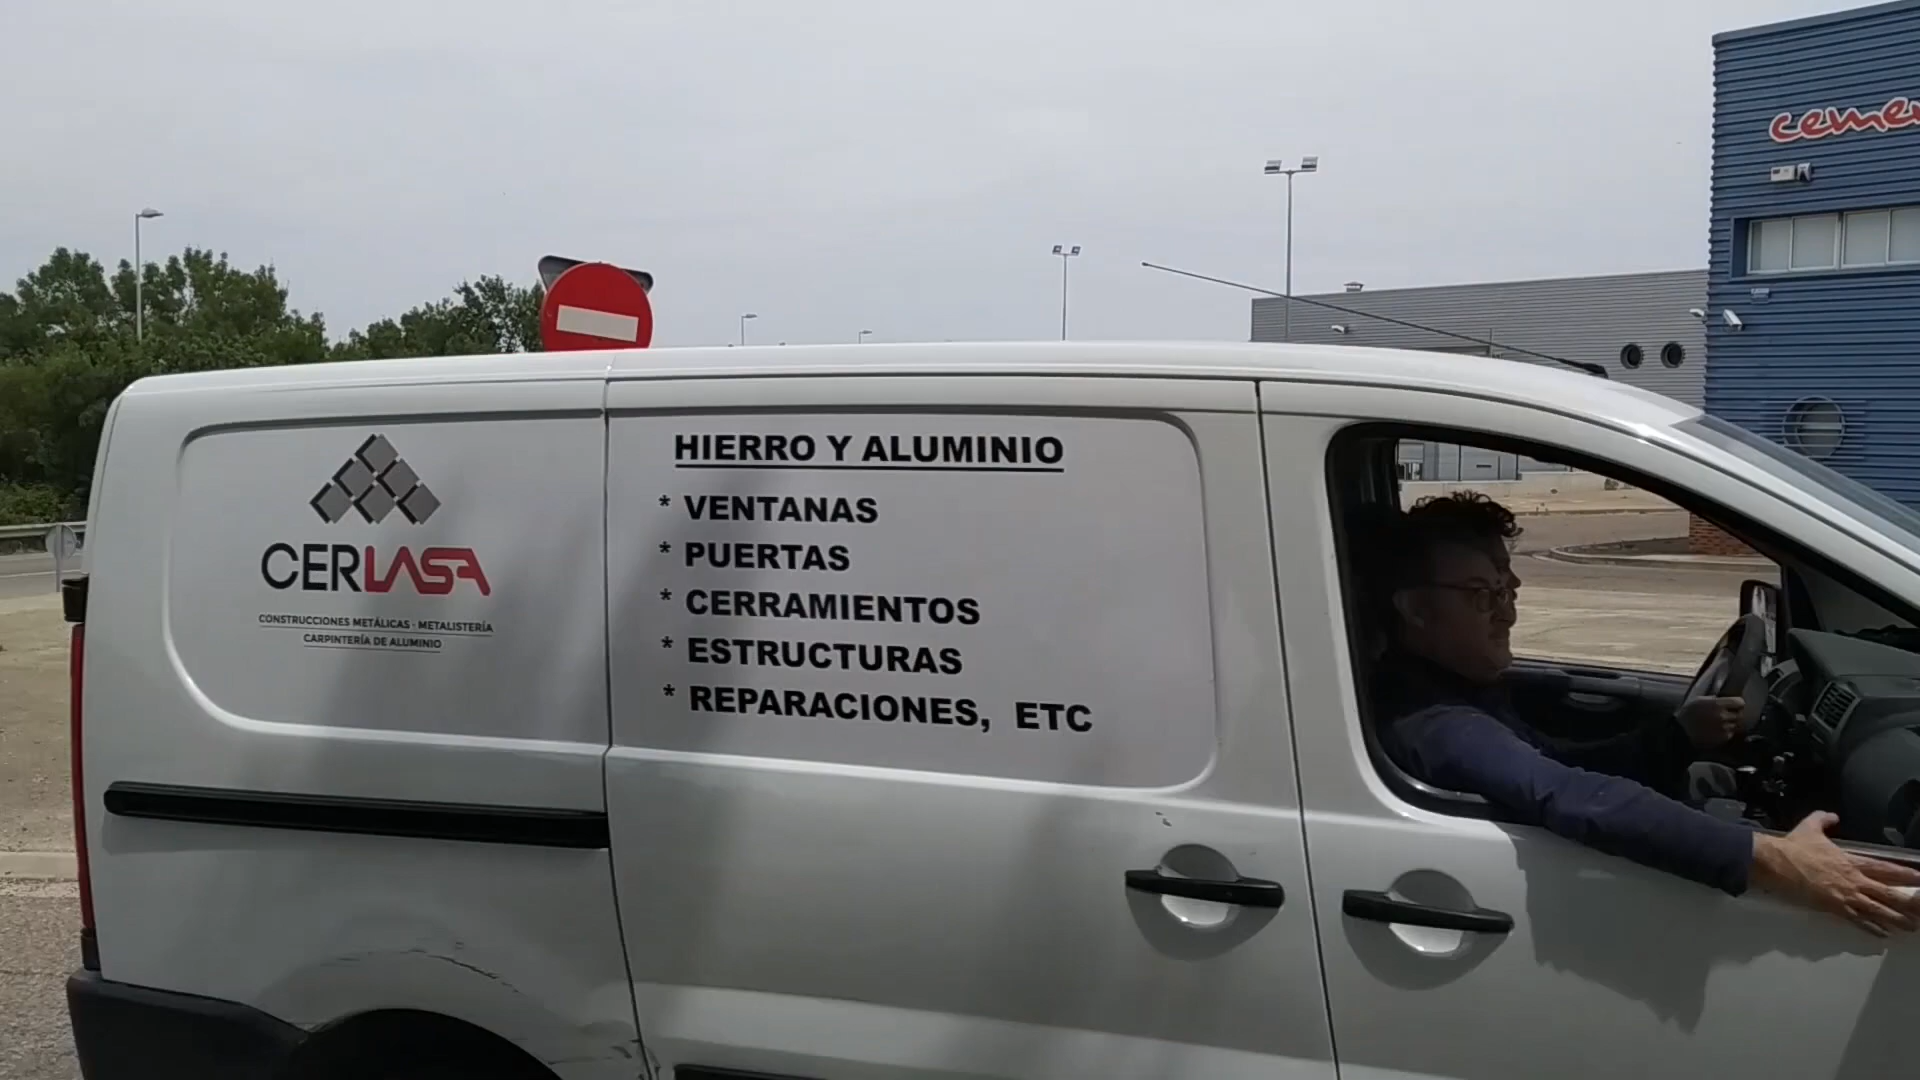 CERLASA
CONSTRUCCIONES METÁLICAS - METALISTERÍA
CARPINTERÍA DE ALUMINIO
HIERRO Y ALUMINIO
* VENTANAS
* PUERTAS
* CERRAMIENTOS
* ESTRUCTURAS
* REPARACIONES, ETC